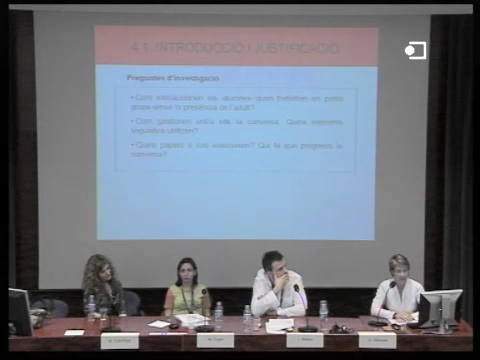 4.1. INTRODUCCIÓ I JUSTIFICACIÓ
Preguntes d'investigació
• Com interaccionen els alumnes quan treballen en petits
grups sense la presència de l'adult?
• Com gestionen entre ells la conversa. Quins elements
lingüístics utilitzen?
• Quins papers o rols assumeixen? Qui fa que progressi la
conversa?